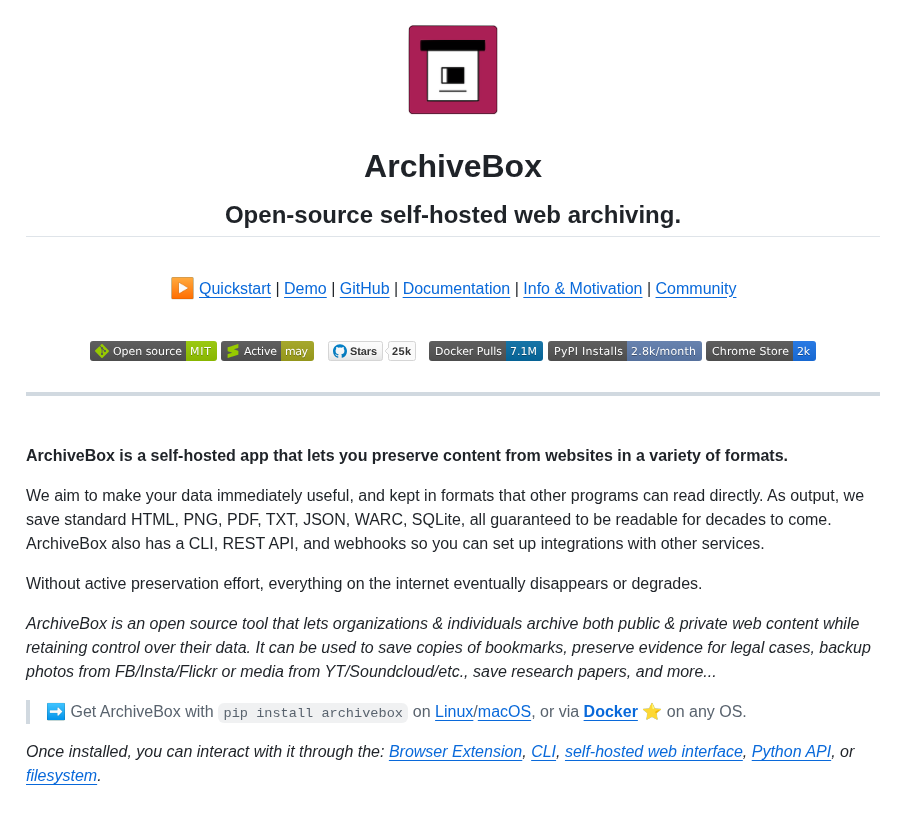 ArchiveBox
Open-source self-hosted web archiving.
▶️ Quickstart | Demo | GitHub | Documentation | Info & Motivation | Community
Open source MIT Active may Stars 25k Docker Pulls 7.1M PyPI Installs 2.8k/month Chrome Store 2k
ArchiveBox is a self-hosted app that lets you preserve content from websites in a variety of formats.
We aim to make your data immediately useful, and kept in formats that other programs can read directly. As output, we
save standard HTML, PNG, PDF, TXT, JSON, WARC, SQLite, all guaranteed to be readable for decades to come.
ArchiveBox also has a CLI, REST API, and webhooks so you can set up integrations with other services.
Without active preservation effort, everything on the internet eventually disappears or degrades.
ArchiveBox is an open source tool that lets organizations & individuals archive both public & private web content while
retaining control over their data. It can be used to save copies of bookmarks, preserve evidence for legal cases, backup
photos from FB/Insta/Flickr or media from YT/Soundcloud/etc., save research papers, and more...
➡️ Get ArchiveBox with pip install archivebox on Linux/macOS, or via Docker ⭐ on any OS.
Once installed, you can interact with it through the: Browser Extension, CLI, self-hosted web interface, Python API, or
filesystem.